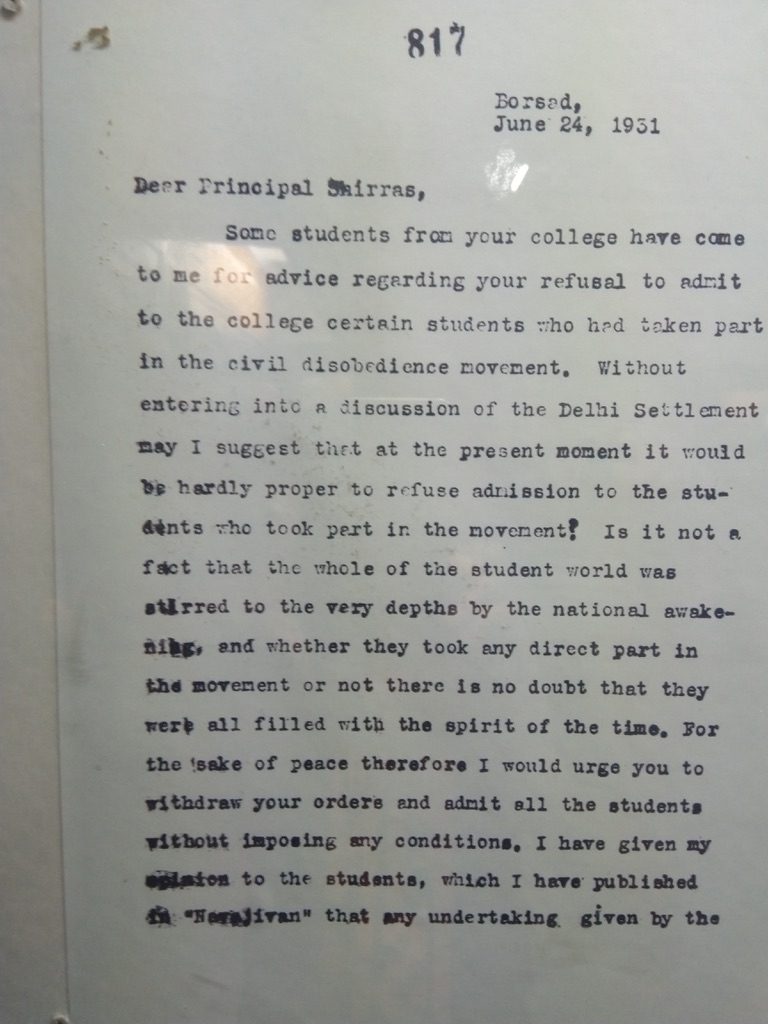 817
Borsad,
June 24, 1931
Dear Principal Shirras,
Some students from your college have come
to me for advice regarding your refusal to admit
to the college certain students who had taken part
in the civil disobedience movement. Without
entering into a discussion of the Delhi Settlement
may I suggest that at the present moment it would
be hardly proper to refuse admission to the stu-
dents who took part in the movement? Is it not a
fact that the whole of the student world was
stirred to the very depths by the national awake-
ning, and whether they took any direct part in
the movement or not there is no doubt that they
were all filled with the spirit of the time. For
the sake of peace therefore I would urge you to
withdraw your orders and admit all the students
without imposing any conditions. I have given my
opinion to the students, which I have published
in "Navajivan" that any undertaking given by the